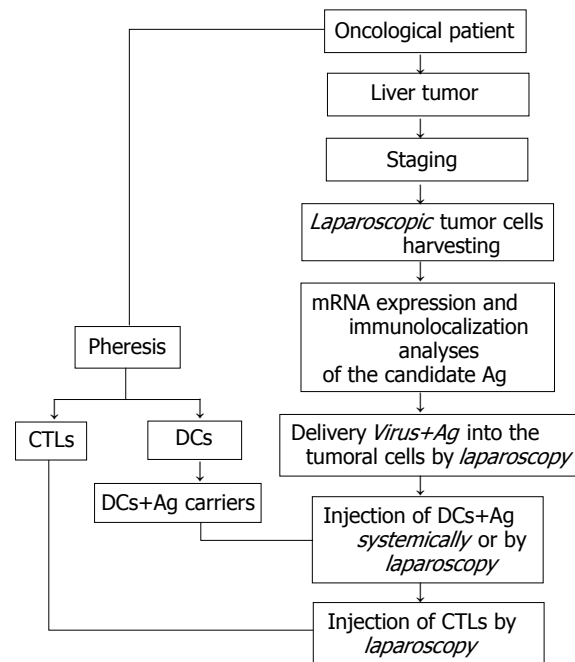 Oncological patient
Liver tumor
Staging
Laparoscopic tumor cells
harvesting
mRNA expression and
immunolocalization
analyses
of the candidate Ag
Pheresis
CTLs
DCs
Delivery Virus+Ag into the
tumoral cells by laparoscopy
DCs+Ag carriers
Injection of DCs+Ag
systemically or by
laparoscopy
Injection of CTLs by
laparoscopy